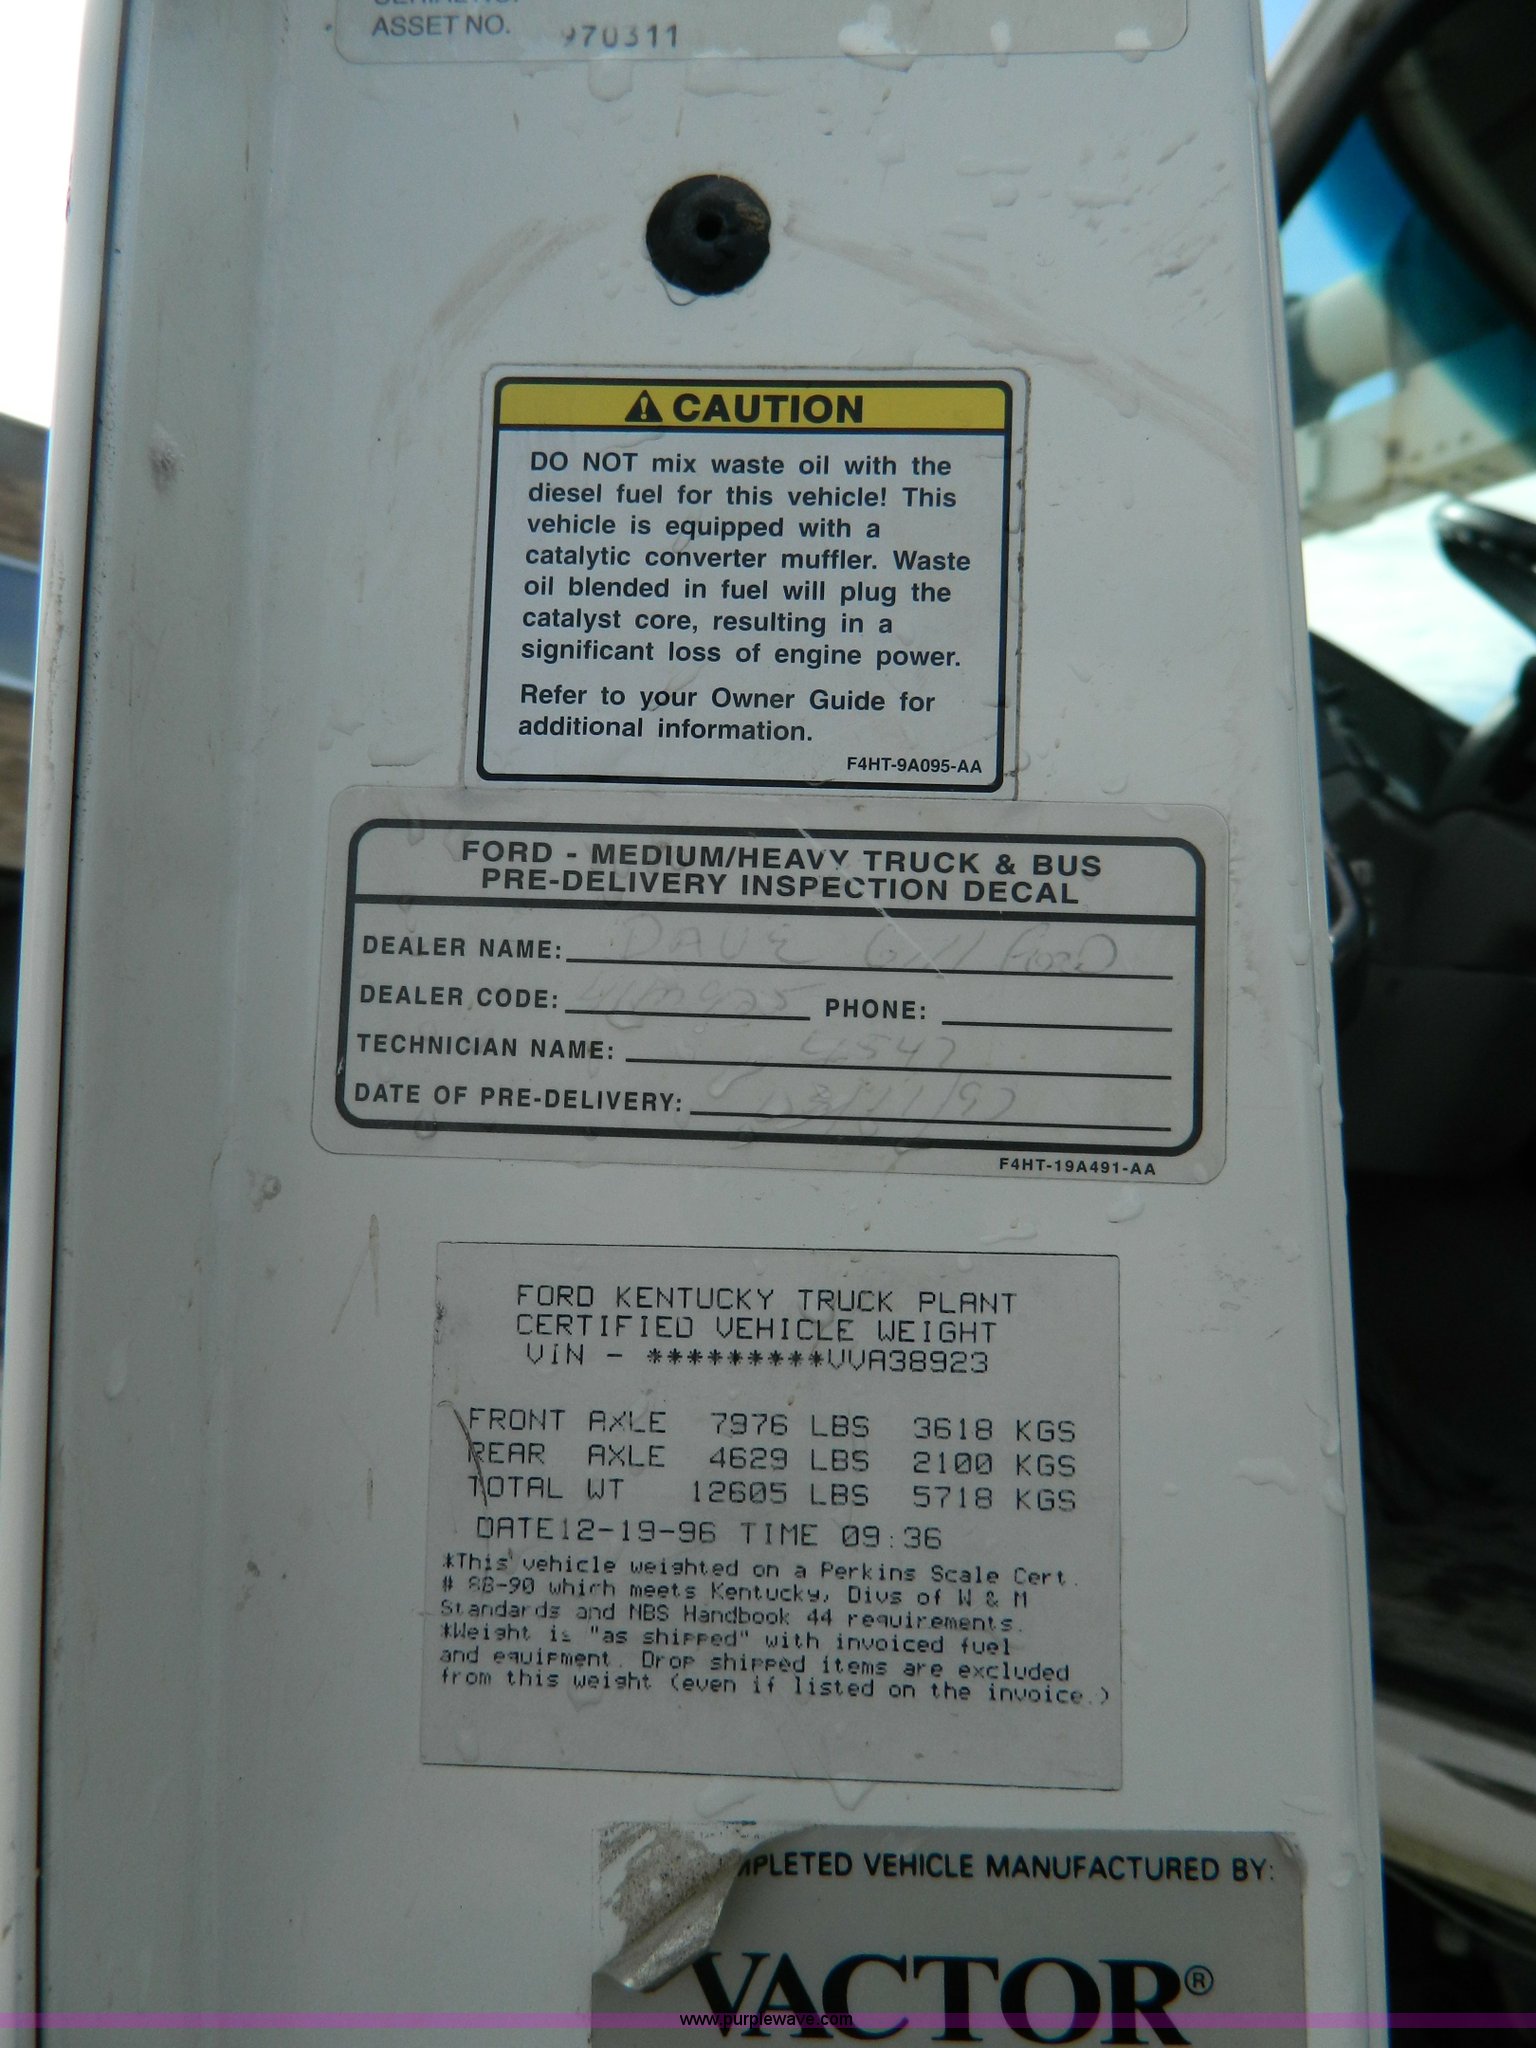 ASSET NO. 970311
CAUTION
DO NOT mix waste oil with the
diesel fuel for this vehicle! This
vehicle is equipped with a
catalytic converter muffler. Waste
oil blended in fuel will plug the
catalyst core, resulting in a
significant loss of engine power.
Refer to your Owner Guide for
additional information.
F4HT-9A095-AA
FORD - MEDIUM/HEAVY TRUCK & BUS
PRE-DELIVERY INSPECTION DECAL
DEALER NAME: DAVE Gill FORD
DEALER CODE: PHONE:
TECHNICIAN NAME: 4547
DATE OF PRE-DELIVERY:
F4HT-19A491-AA
FORD KENTUCKY TRUCK PLANT
CERTIFIED VEHICLE WEIGHT
VIN - *********VVA38923
FRONT AXLE 7976 LBS 3618 KGS
REAR AXLE 4629 LBS 2100 KGS
TOTAL WT 12605 LBS 5718 KGS
DATE12-19-96 TIME 09:36
*This vehicle weighted on a Perkins Scale Cert.
# 88-90 which meets Kentucky, Divs of W & M
Standards and NBS Handbook 44 requirements.
*Weight is "as shipped" with invoiced fuel
and equipment. Drop shipped items are excluded
from this weight (even if listed on the invoice.)
MPLETED VEHICLE MANUFACTURED BY:
VACTOR®
www.purplewave.com